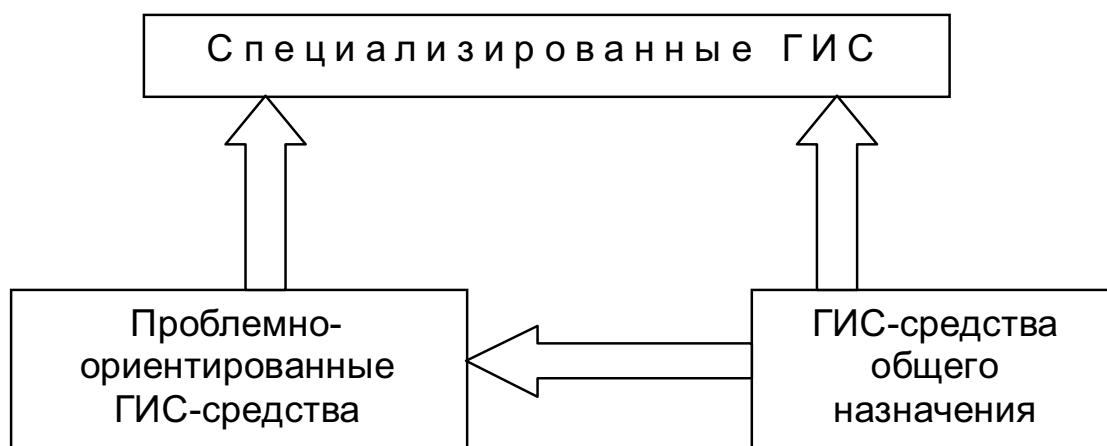 Специализированные ГИС
Проблемно-
ориентированные
ГИС-средства
ГИС-средства
общего
назначения